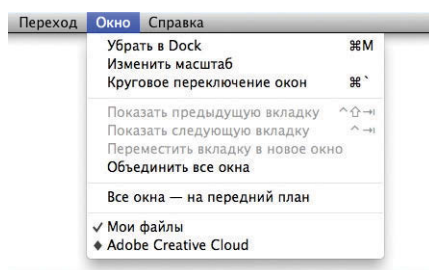 Переход Окно Справка
Убрать в Dock ⌘M
Изменить масштаб
Круговое переключение окон ⌘`
Показать предыдущую вкладку ^⇧⇥
Показать следующую вкладку ^⇥
Переместить вкладку в новое окно
Объединить все окна
Все окна — на передний план
✓ Мои файлы
◆ Adobe Creative Cloud